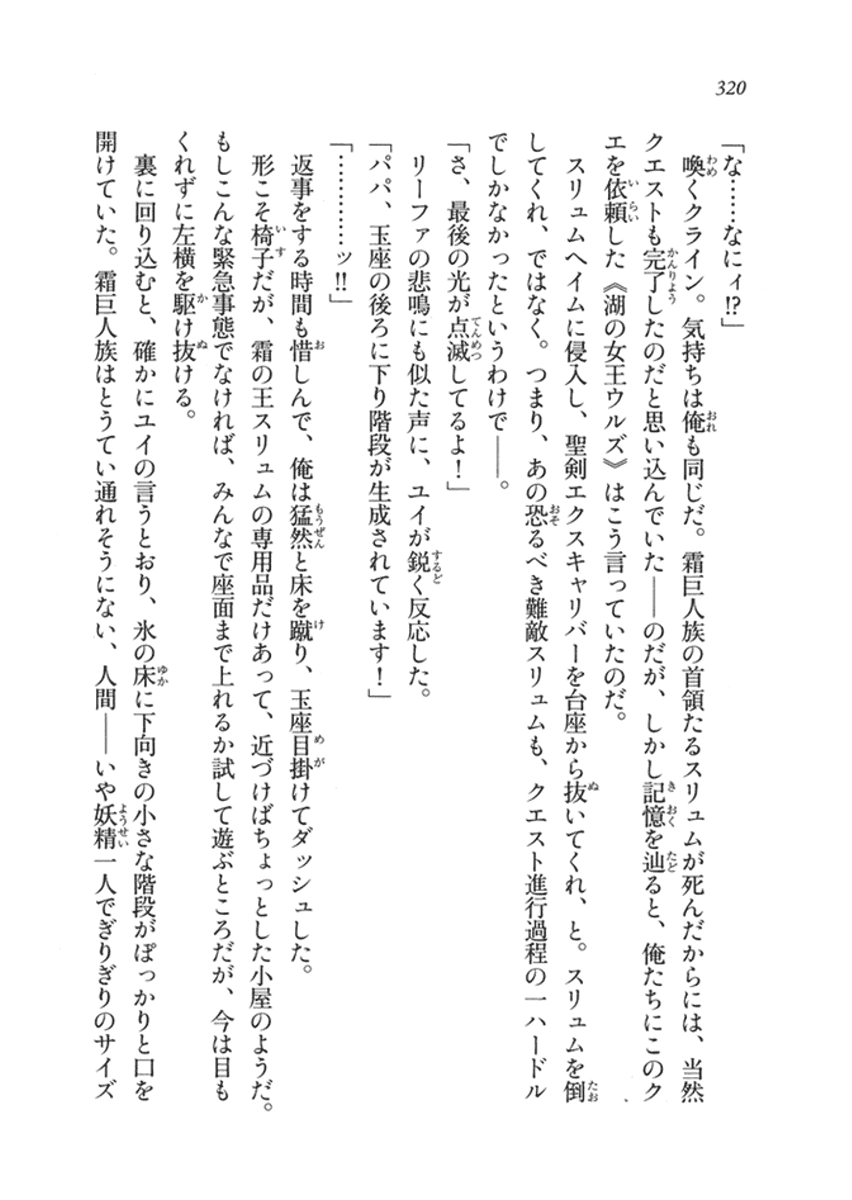 320
「な……なにィ!?」
喚くクライン。気持ちは俺も同じだ。霜巨人族の首領たるスリュムが死んだからには、当然
クエストも完了したのだと思い込んでいた――のだが、しかし記憶を辿ると、俺たちにこのク
エを依頼した《湖の女王ウルズ》はこう言っていたのだ。
スリュムヘイムに侵入し、聖剣エクスキャリバーを台座から抜いてくれ、と。スリュムを倒
してくれ、ではなく。つまり、あの恐るべき難敵スリュムも、クエスト進行過程の一ハードル
でしかなかったというわけで――。
「さ、最後の光が点滅してるよ!」
リーファの悲鳴にも似た声に、ユイが鋭く反応した。
「パパ、玉座の後ろに下り階段が生成されています!」
「…………ッ!!」
返事をする時間も惜しんで、俺は猛然と床を蹴り、玉座目掛けてダッシュした。
形こそ椅子だが、霜の王スリュムの専用品だけあって、近づけばちょっとした小屋のようだ。
もしこんな緊急事態でなければ、みんなで座面まで上れるか試して遊ぶところだが、今は目も
くれずに左横を駆け抜ける。
裏に回り込むと、確かにユイの言うとおり、氷の床に下向きの小さな階段がぽっかりと口を
開けていた。霜巨人族はとうてい通れそうにない、人間――いや妖精一人でぎりぎりのサイズ